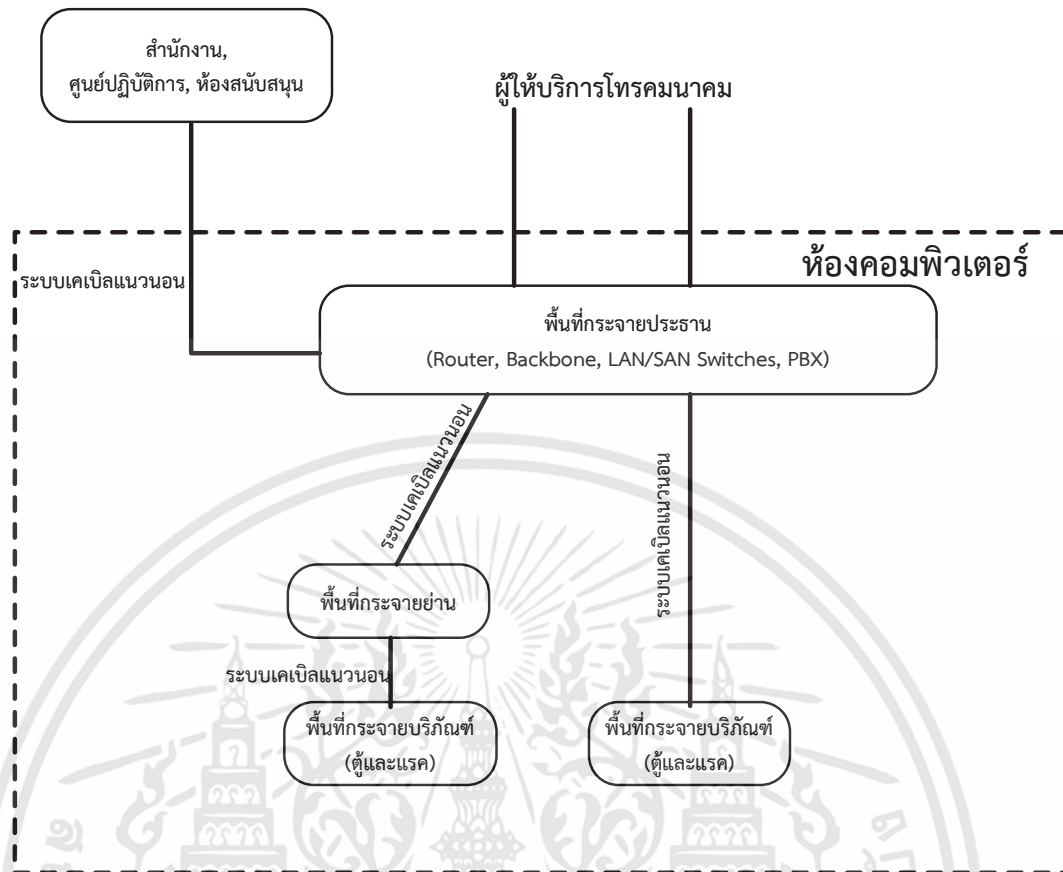 สำนักงาน,
ศูนย์ปฏิบัติการ, ห้องสนับสนุน
ผู้ให้บริการโทรคมนาคม
ห้องคอมพิวเตอร์
ระบบเคเบิลแนวนอน
พื้นที่กระจายประธาน
(Router, Backbone, LAN/SAN Switches, PBX)
ระบบเคเบิลแนวนอน
ระบบเคเบิลแนวนอน
พื้นที่กระจายย่าน
ระบบเคเบิลแนวนอน
พื้นที่กระจายบริภัณฑ์
(ตู้และแรค)
พื้นที่กระจายบริภัณฑ์
(ตู้และแรค)